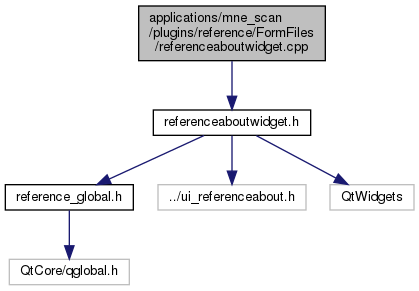 applications/mne_scan
/plugins/reference/FormFiles
/referenceaboutwidget.cpp
referenceaboutwidget.h
reference_global.h
../ui_referenceabout.h
QtWidgets
QtCore/qglobal.h